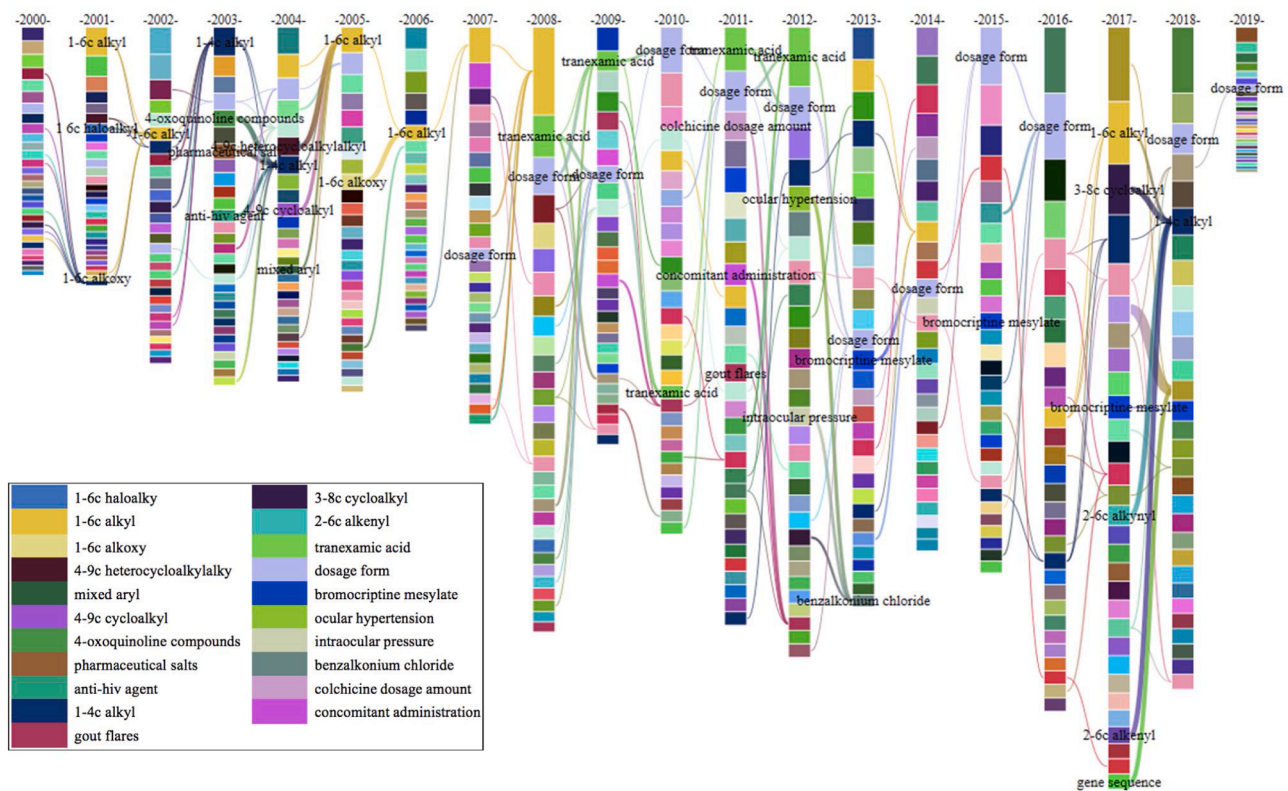 -2000- -2001- -2002- -2003- -2004- -2005- -2006- -2007- -2008- -2009- -2010- -2011- -2012- -2013- -2014- -2015- -2016- -2017- -2018- -2019-
1-6c alkyl
1-4c alkyl
1-6c alkyl
dosage form
tranexamic acid
tranexamic acid
dosage form
tranexamic acid
dosage form
dosage form
dosage form
1-6c haloalkyl
1-6c alkyl
4-oxoquinoline compounds
1-6c alkyl
tranexamic acid
colchicine dosage amount
dosage form
dosage form
1-6c alkyl
dosage form
pharmaceutical salts
4-9c heterocycloalkylalkyl
1-4c alkyl
1-6c alkoxy
dosage form
dosage form
3-8c cycloalkyl
anti-hiv agent
4-9c cycloalkyl
ocular hypertension
1-4c alkyl
dosage form
1-6c alkoxy
mixed aryl
concomitant administration
dosage form
bromocriptine mesylate
dosage form
bromocriptine mesylate
gout flares
tranexamic acid
intraocular pressure
bromocriptine mesylate
2-6c alkynyl
benzalkonium chloride
2-6c alkenyl
gene sequence
1-6c haloalky
1-6c alkyl
1-6c alkoxy
4-9c heterocycloalkylalky
mixed aryl
4-9c cycloalkyl
4-oxoquinoline compounds
pharmaceutical salts
anti-hiv agent
1-4c alkyl
gout flares
3-8c cycloalkyl
2-6c alkenyl
tranexamic acid
dosage form
bromocriptine mesylate
ocular hypertension
intraocular pressure
benzalkonium chloride
colchicine dosage amount
concomitant administration